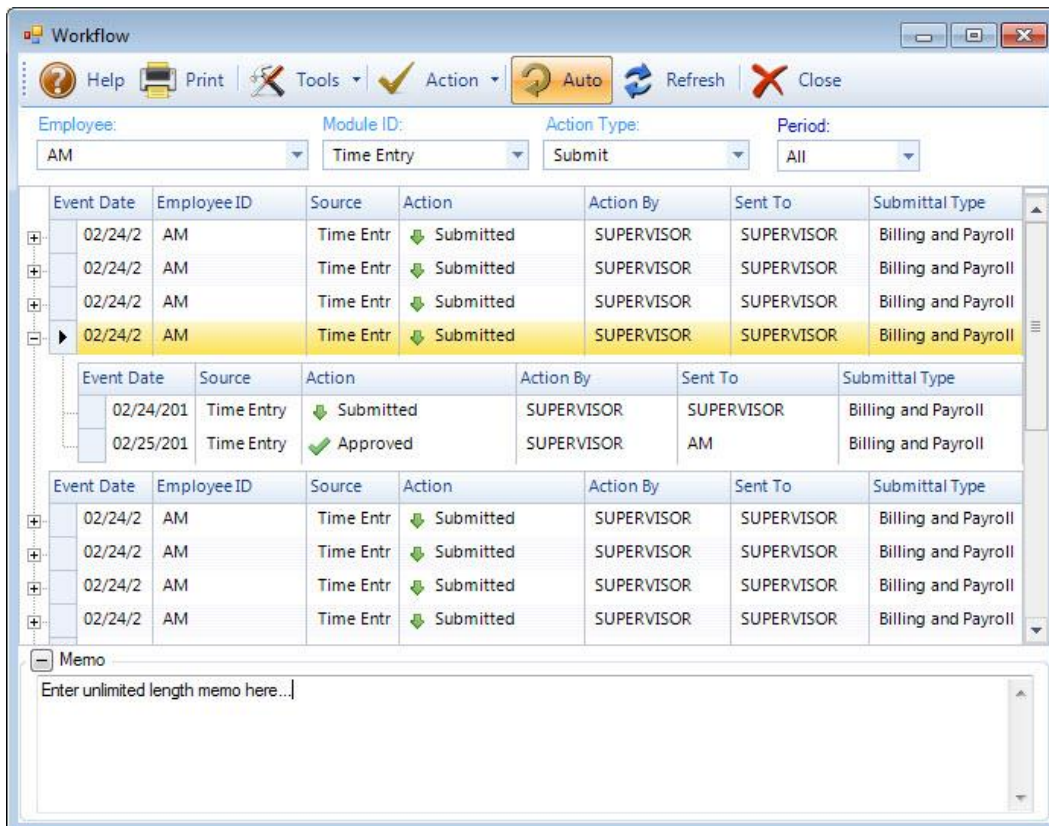 Workflow
Help Print Tools Action Auto Refresh Close
Employee: Module ID: Action Type: Period:
AM Time Entry Submit All
Event Date Employee ID Source Action Action By Sent To Submittal Type
02/24/2 AM Time Entr Submitted SUPERVISOR SUPERVISOR Billing and Payroll
02/24/2 AM Time Entr Submitted SUPERVISOR SUPERVISOR Billing and Payroll
02/24/2 AM Time Entr Submitted SUPERVISOR SUPERVISOR Billing and Payroll
02/24/2 AM Time Entr Submitted SUPERVISOR SUPERVISOR Billing and Payroll
Event Date Source Action Action By Sent To Submittal Type
02/24/201 Time Entry Submitted SUPERVISOR SUPERVISOR Billing and Payroll
02/25/201 Time Entry Approved SUPERVISOR AM Billing and Payroll
Event Date Employee ID Source Action Action By Sent To Submittal Type
02/24/2 AM Time Entr Submitted SUPERVISOR SUPERVISOR Billing and Payroll
02/24/2 AM Time Entr Submitted SUPERVISOR SUPERVISOR Billing and Payroll
02/24/2 AM Time Entr Submitted SUPERVISOR SUPERVISOR Billing and Payroll
02/24/2 AM Time Entr Submitted SUPERVISOR SUPERVISOR Billing and Payroll
Memo
Enter unlimited length memo here...